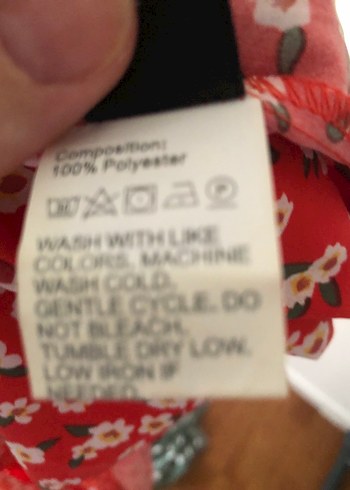 Composition:
100% Polyester
P
WASH WITH LIKE
COLORS. MACHINE
WASH COLD.
GENTLE CYCLE. DO
NOT BLEACH.
TUMBLE DRY LOW.
LOW IRON IF
NEEDED.